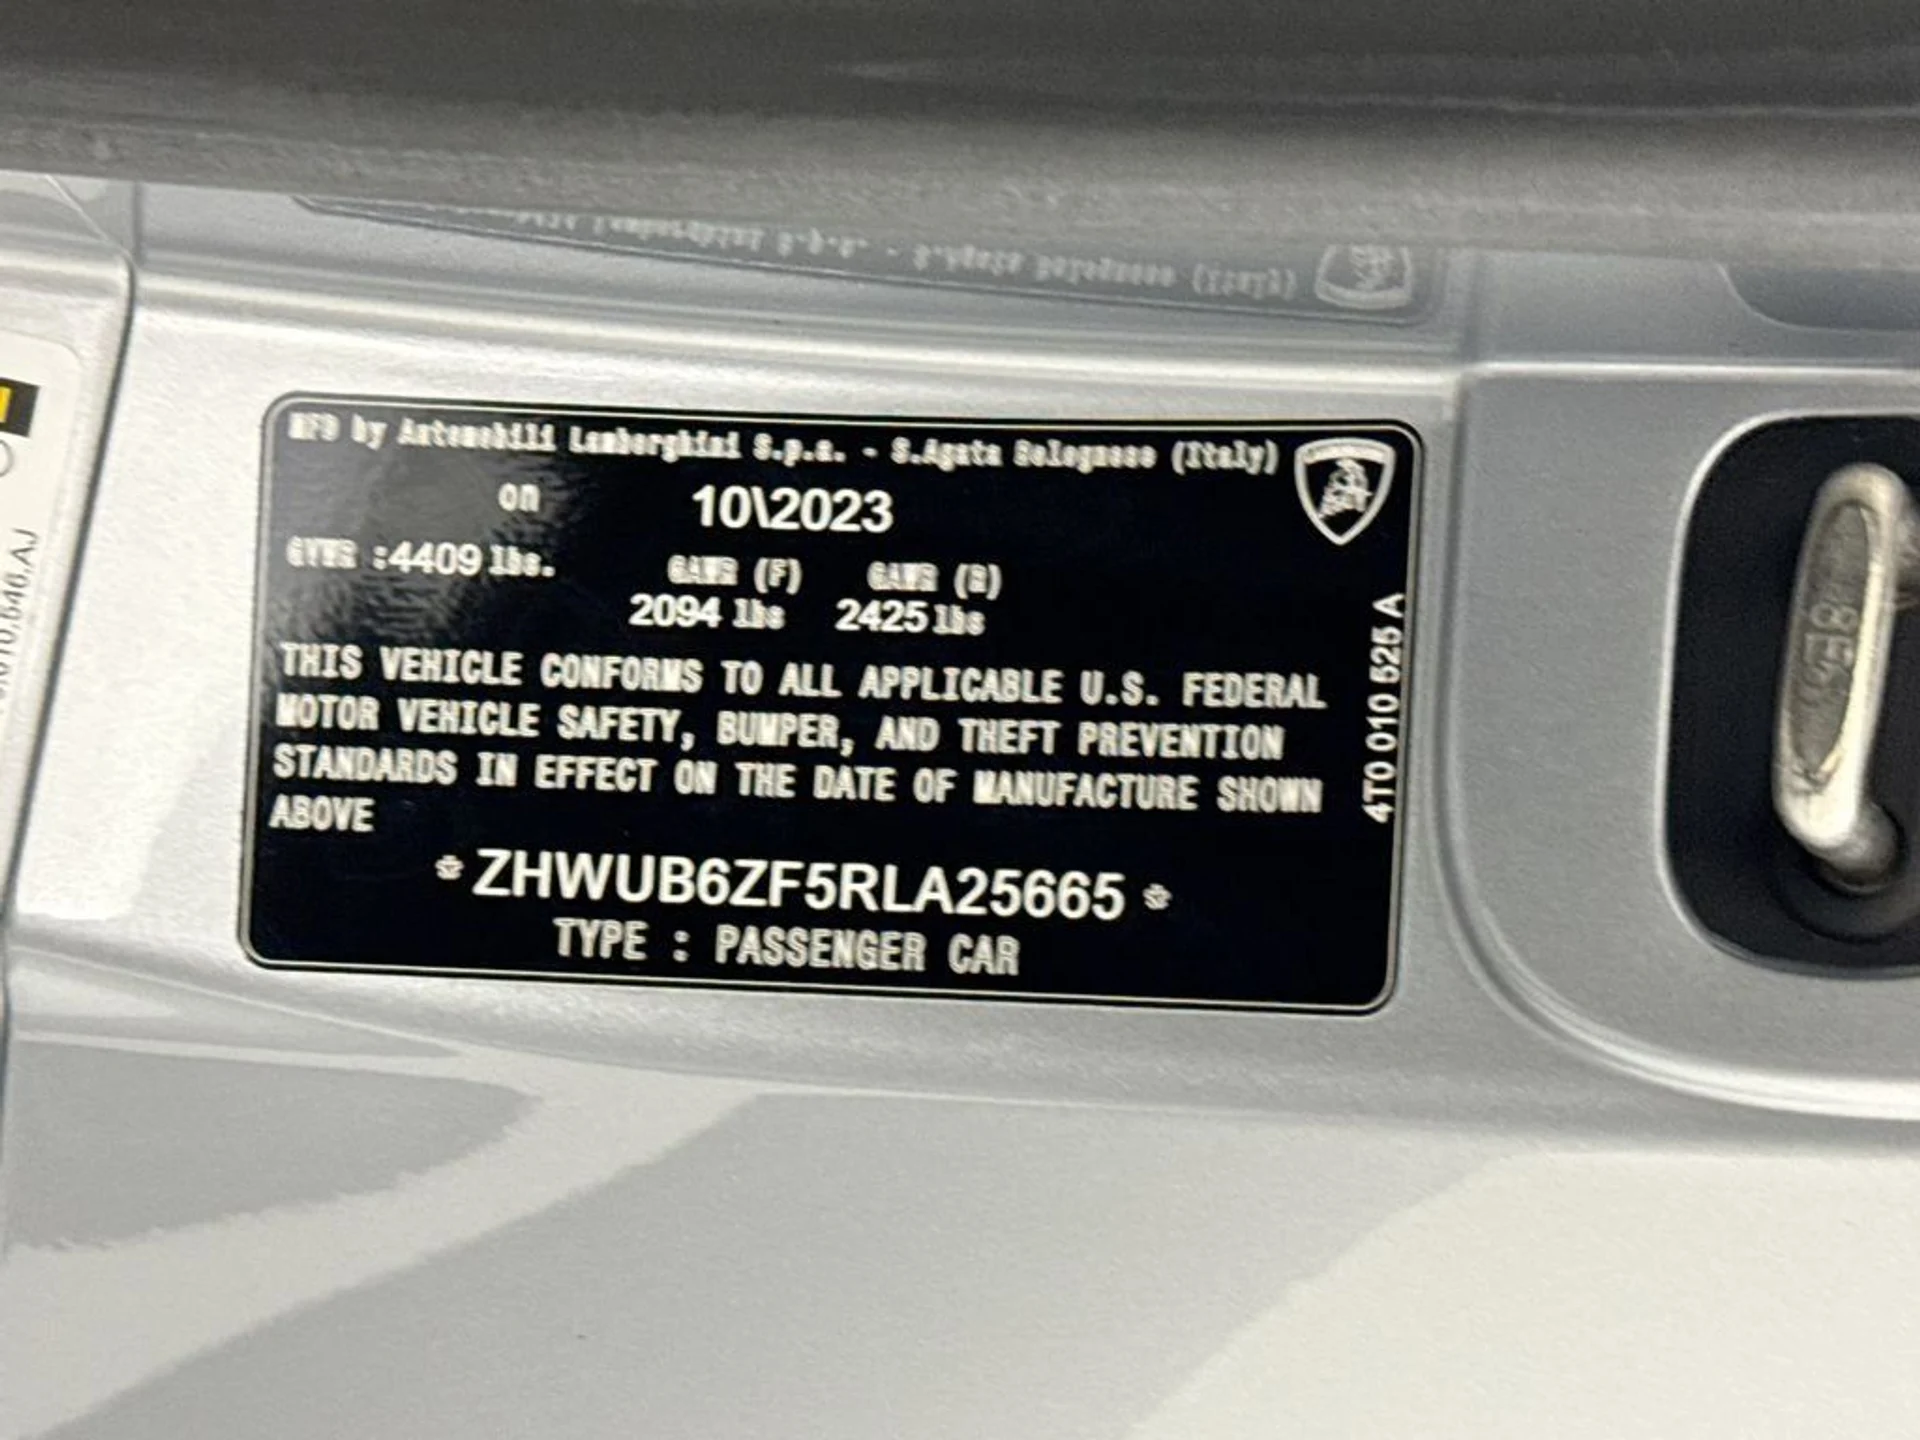 MFD by Automobili Lamborghini S.p.a. - S.Agata Bolognese (Italy)
on 10\2023
GVWR :4409 lbs.
GAWR (F) GAWR (R)
2094 lbs 2425 lbs
THIS VEHICLE CONFORMS TO ALL APPLICABLE U.S. FEDERAL
MOTOR VEHICLE SAFETY, BUMPER, AND THEFT PREVENTION
STANDARDS IN EFFECT ON THE DATE OF MANUFACTURE SHOWN
ABOVE
* ZHWUB6ZF5RLA25665 *
TYPE : PASSENGER CAR
4T0 010 525 A